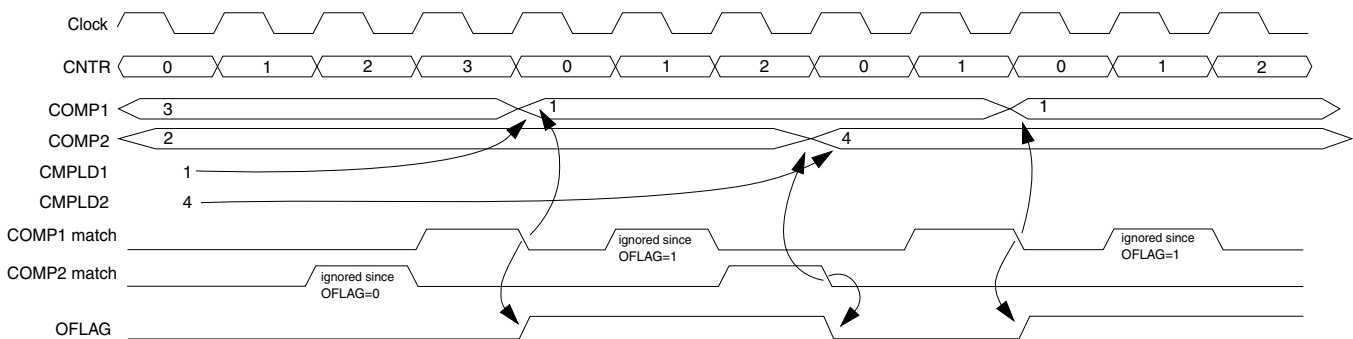 Clock
CNTR 0 1 2 3 0 1 2 0 1 0 1 2
COMP1 3 1 1
COMP2 2 4
CMPLD1 1
CMPLD2 4
COMP1 match
ignored since
OFLAG=1
ignored since
OFLAG=1
COMP2 match
ignored since
OFLAG=0
OFLAG